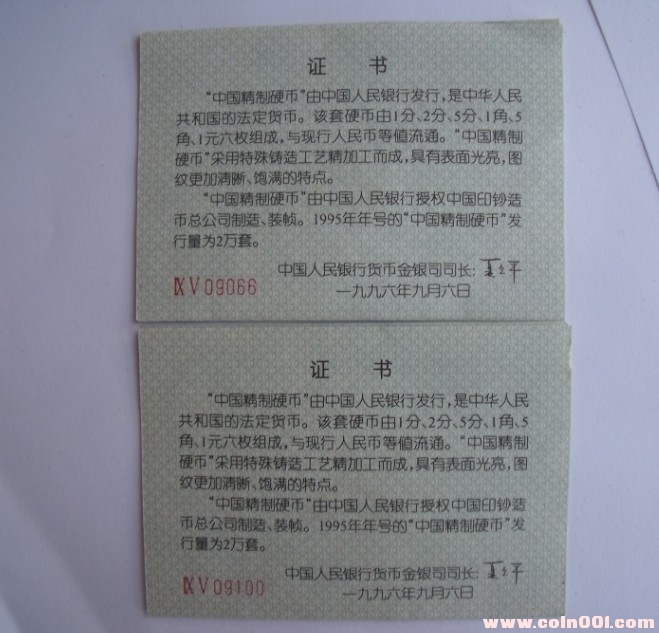 证 书
“中国精制硬币”由中国人民银行发行,是中华人民
共和国的法定货币。该套硬币由1分、2分、5分、1角、5
角、1元六枚组成,与现行人民币等值流通。“中国精制
硬币”采用特殊铸造工艺精加工而成,具有表面光亮,图
纹更加清晰、饱满的特点。
“中国精制硬币”由中国人民银行授权中国印钞造
币总公司制造、装帧。1995年年号的“中国精制硬币”发
行量为2万套。
中国人民银行货币金银司司长:
ⅨV09066
一九九六年九月六日
证 书
“中国精制硬币”由中国人民银行发行,是中华人民
共和国的法定货币。该套硬币由1分、2分、5分、1角、5
角、1元六枚组成,与现行人民币等值流通。“中国精制
硬币”采用特殊铸造工艺精加工而成,具有表面光亮,图
纹更加清晰、饱满的特点。
“中国精制硬币”由中国人民银行授权中国印钞造
币总公司制造、装帧。1995年年号的“中国精制硬币”发
行量为2万套。
中国人民银行货币金银司司长:
ⅨV09100
一九九六年九月六日
www.coin001.com